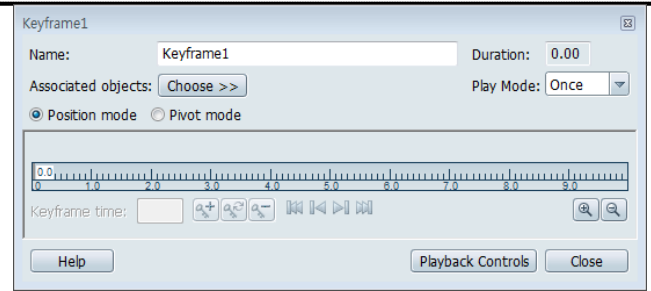 Keyframe1
Name: Keyframe1 Duration: 0.00
Associated objects: Choose >> Play Mode: Once
Position mode Pivot mode
0.0
0 1.0 2.0 3.0 4.0 5.0 6.0 7.0 8.0 9.0
Keyframe time:
Help Playback Controls Close